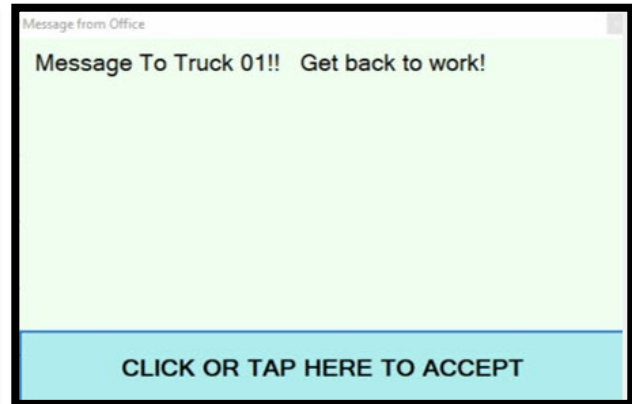 Message from Office
Message To Truck 01!!   Get back to work!
CLICK OR TAP HERE TO ACCEPT